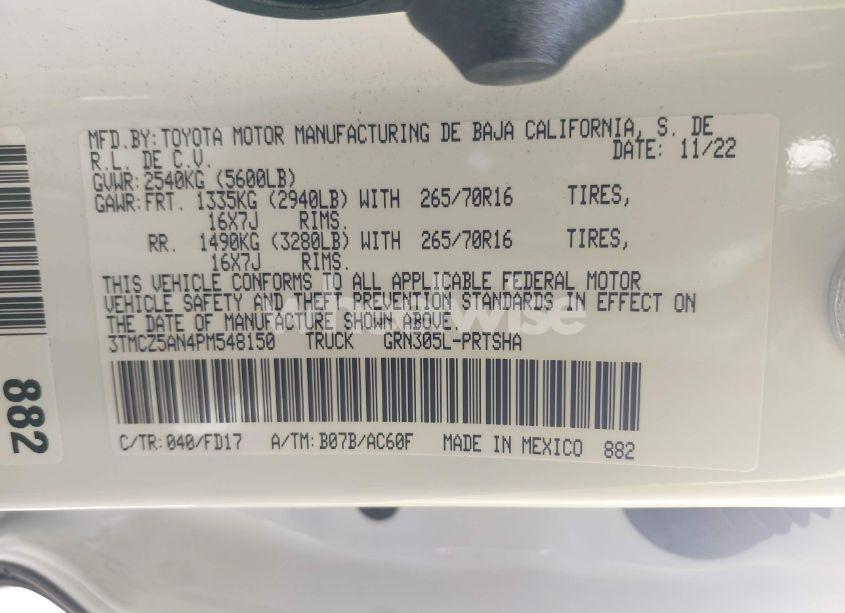 MFD.BY:TOYOTA MOTOR MANUFACTURING DE BAJA CALIFORNIA, S. DE
R.L. DE C.V. DATE: 11/22
GVWR:2540KG (5600LB)
GAWR:FRT. 1335KG (2940LB) WITH 265/70R16 TIRES,
16X7J RIMS.
RR. 1490KG (3280LB) WITH 265/70R16 TIRES,
16X7J RIMS.
THIS VEHICLE CONFORMS TO ALL APPLICABLE FEDERAL MOTOR
VEHICLE SAFETY AND THEFT PREVENTION STANDARDS IN EFFECT ON
THE DATE OF MANUFACTURE SHOWN ABOVE.
3TMCZ5AN4PM548150 TRUCK GRN305L-PRTSHA
C/TR:040/FD17 A/TM:B07B/AC60F MADE IN MEXICO 882
882